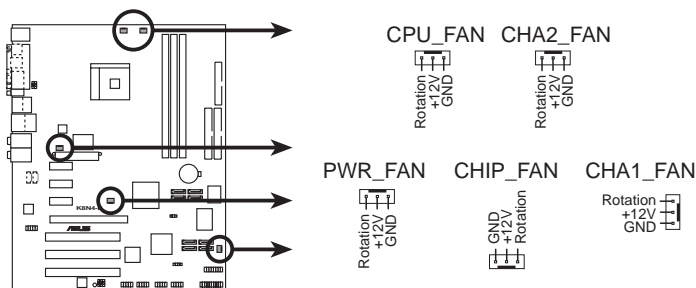 CPU_FAN CHA2_FAN
Rotation
+12V
GND
Rotation
+12V
GND
PWR_FAN CHIP_FAN CHA1_FAN
Rotation
+12V
GND
GND
+12V
Rotation
Rotation
+12V
GND
K8N4-
ASUS